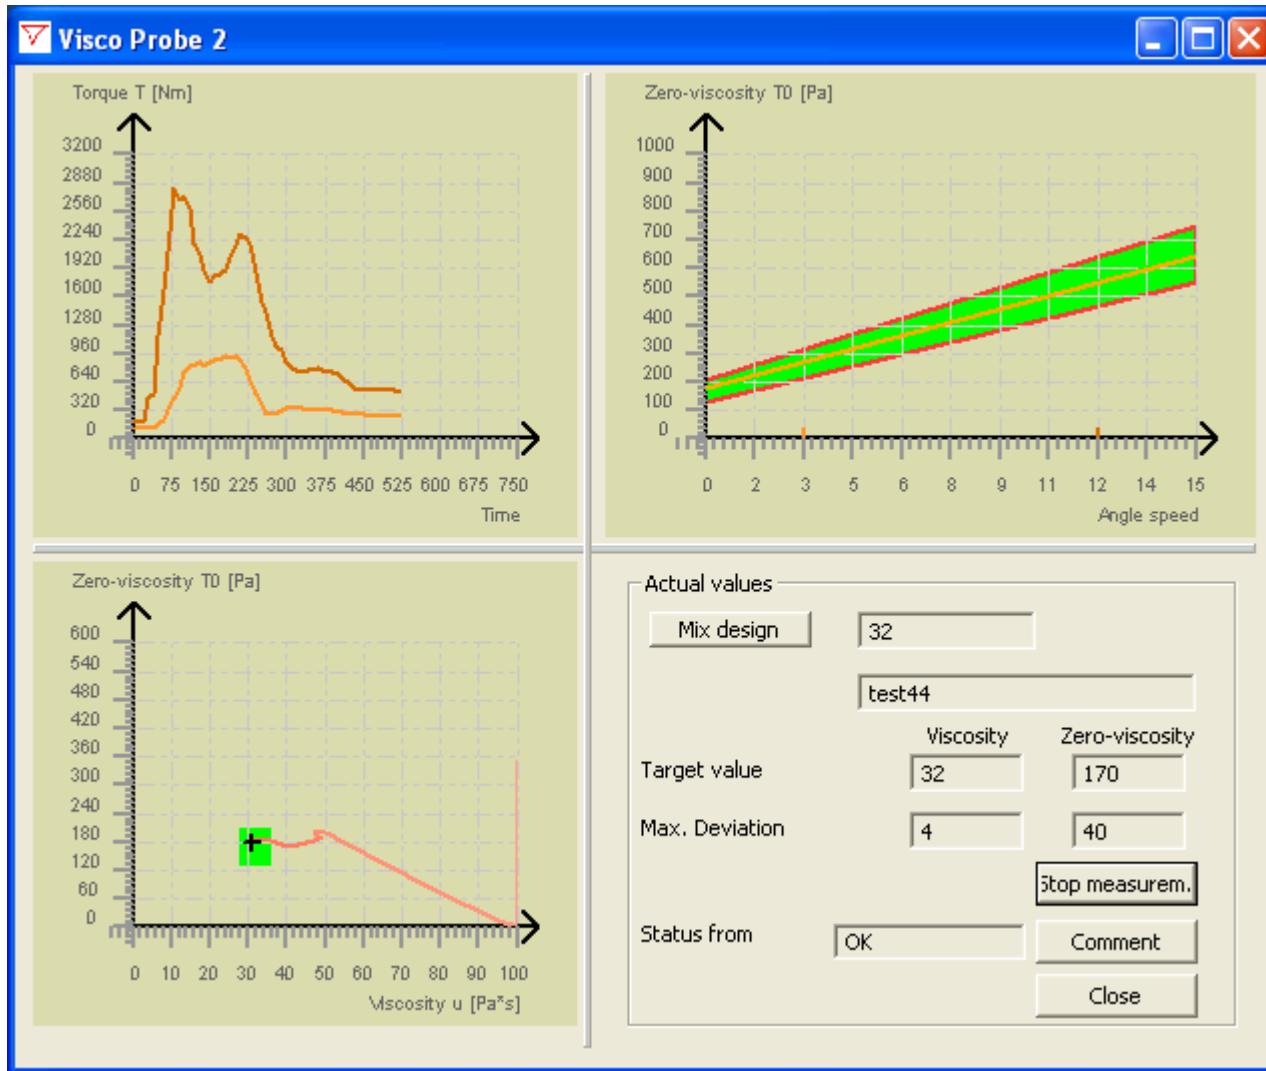 Visco Probe 2
Torque T [Nm]
3200
2880
2560
2240
1920
1600
1280
960
640
320
0
0 75 150 225 300 375 450 525 600 675 750
Time
Zero-viscosity T0 [Pa]
1000
900
800
700
600
500
400
300
200
100
0
0 2 3 5 6 8 9 11 12 14 15
Angle speed
Zero-viscosity T0 [Pa]
600
540
480
420
360
300
240
180
120
60
0
0 10 20 30 40 50 60 70 80 90 100
Viscosity u [Pa*s]
Actual values
Mix design 32
test44
Viscosity Zero-viscosity
Target value 32 170
Max. Deviation 4 40
Stop measurem.
Status from OK Comment
Close